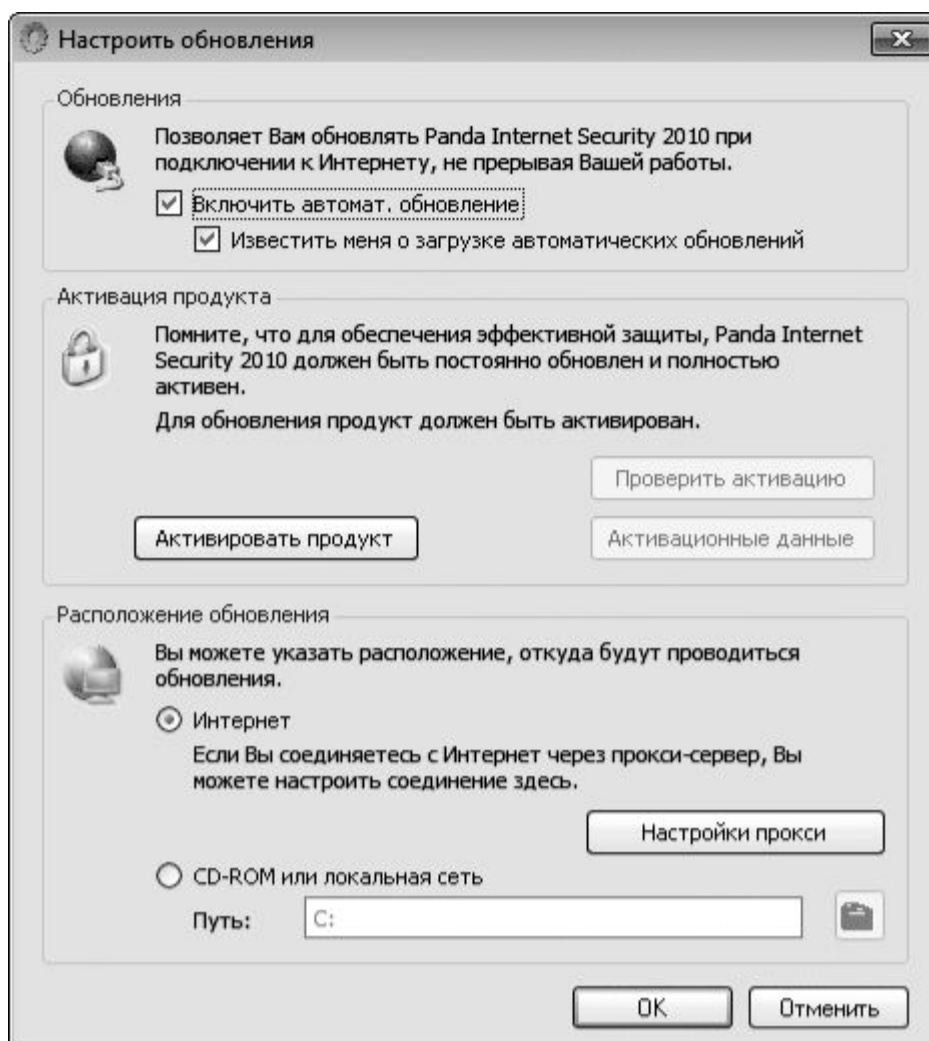 Настроить обновления
Обновления
Позволяет Вам обновлять Panda Internet Security 2010 при
подключении к Интернету, не прерывая Вашей работы.
Включить автомат. обновление
Известить меня о загрузке автоматических обновлений
Активация продукта
Помните, что для обеспечения эффективной защиты, Panda Internet
Security 2010 должен быть постоянно обновлен и полностью
активен.
Для обновления продукт должен быть активирован.
Проверить активацию
Активировать продукт
Активационные данные
Расположение обновления
Вы можете указать расположение, откуда будут проводиться
обновления.
Интернет
Если Вы соединяетесь с Интернет через прокси-сервер, Вы
можете настроить соединение здесь.
Настройки прокси
CD-ROM или локальная сеть
Путь:
C:
OK
Отменить